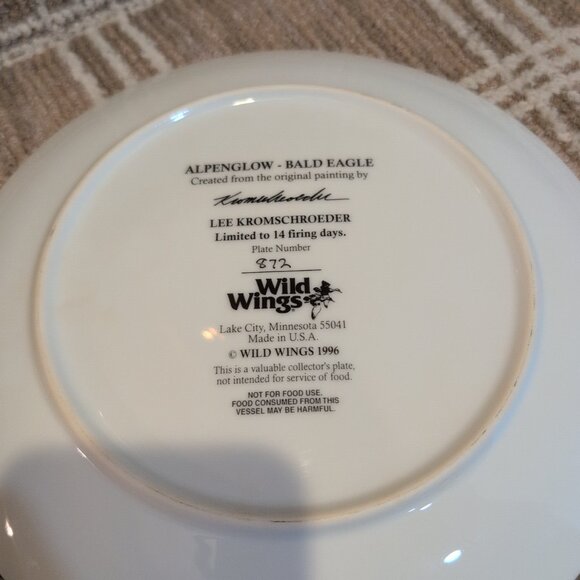 ALPENGLOW - BALD EAGLE
Created from the original painting by
Kromschroeder
LEE KROMSCHROEDER
Limited to 14 firing days.
Plate Number
872
Wild
Wings
Lake City, Minnesota 55041
Made in U.S.A.
© WILD WINGS 1996
This is a valuable collector's plate,
not intended for service of food.
NOT FOR FOOD USE.
FOOD CONSUMED FROM THIS
VESSEL MAY BE HARMFUL.